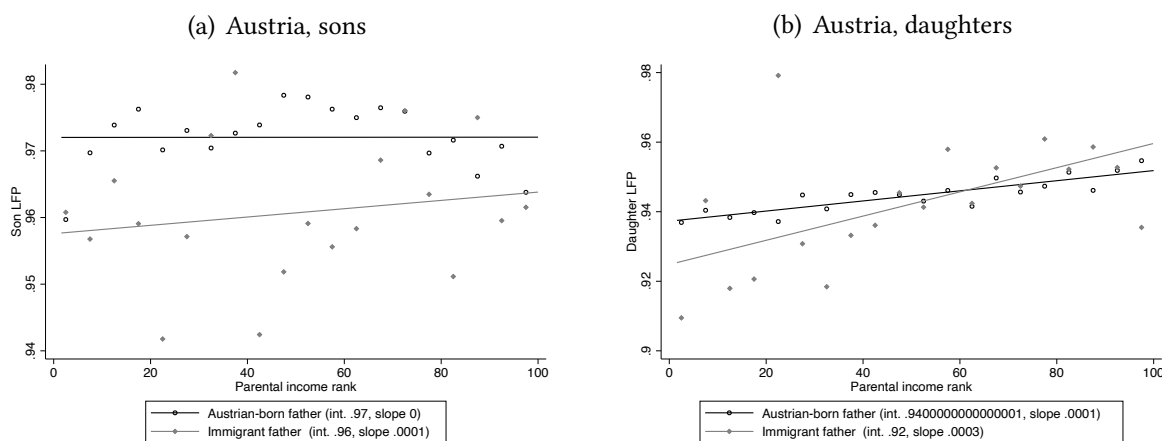 (a) Austria, sons
.98
.97
.96
.95
.94
Son LFP
0
20
40
60
80
100
Parental income rank
Austrian-born father (int. .97, slope 0)
Immigrant father (int. .96, slope .0001)
(b) Austria, daughters
.98
.96
.94
.92
.9
Daughter LFP
0
20
40
60
80
100
Parental income rank
Austrian-born father (int. .9400000000000001, slope .0001)
Immigrant father (int. .92, slope .0003)